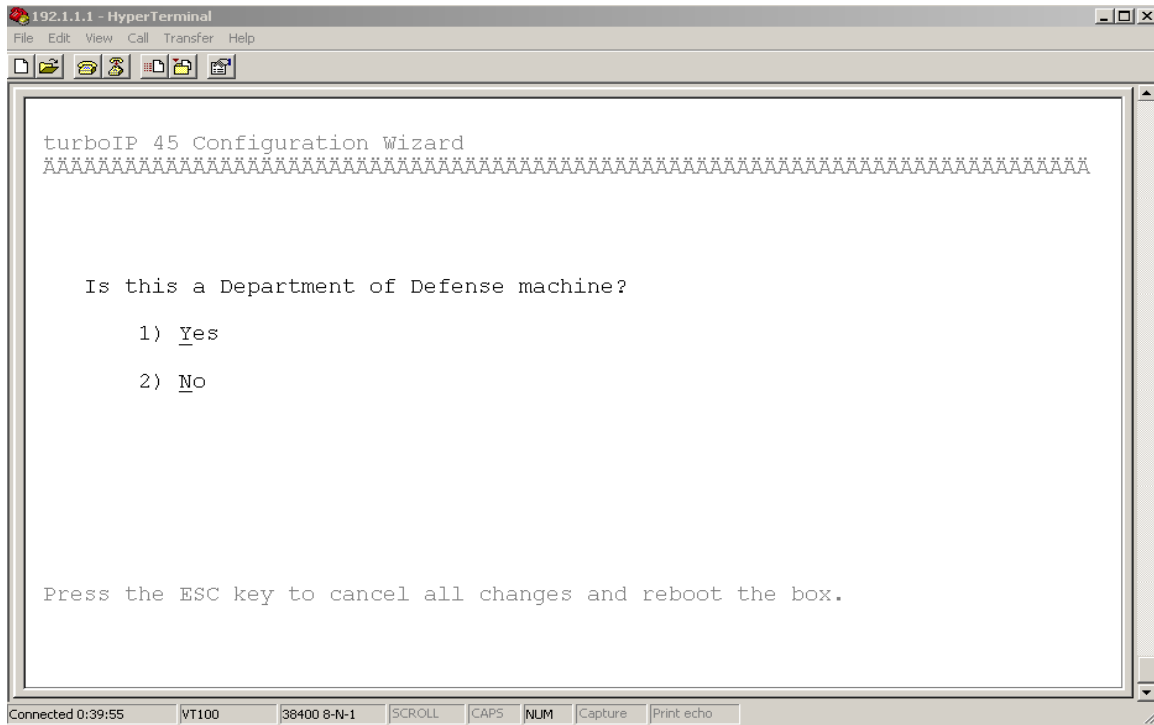 192.1.1.1 - HyperTerminal
File Edit View Call Transfer Help
turboIP 45 Configuration Wizard
ÄÄÄÄÄÄÄÄÄÄÄÄÄÄÄÄÄÄÄÄÄÄÄÄÄÄÄÄÄÄÄÄÄÄÄÄÄÄÄÄÄÄÄÄÄÄÄÄÄÄÄÄÄÄÄÄÄÄÄÄÄÄÄÄÄÄÄÄÄÄÄÄÄÄÄÄÄ
Is this a Department of Defense machine?
1) Yes
2) No
Press the ESC key to cancel all changes and reboot the box.
Connected 0:39:55 VT100 38400 8-N-1 SCROLL CAPS NUM Capture Print echo